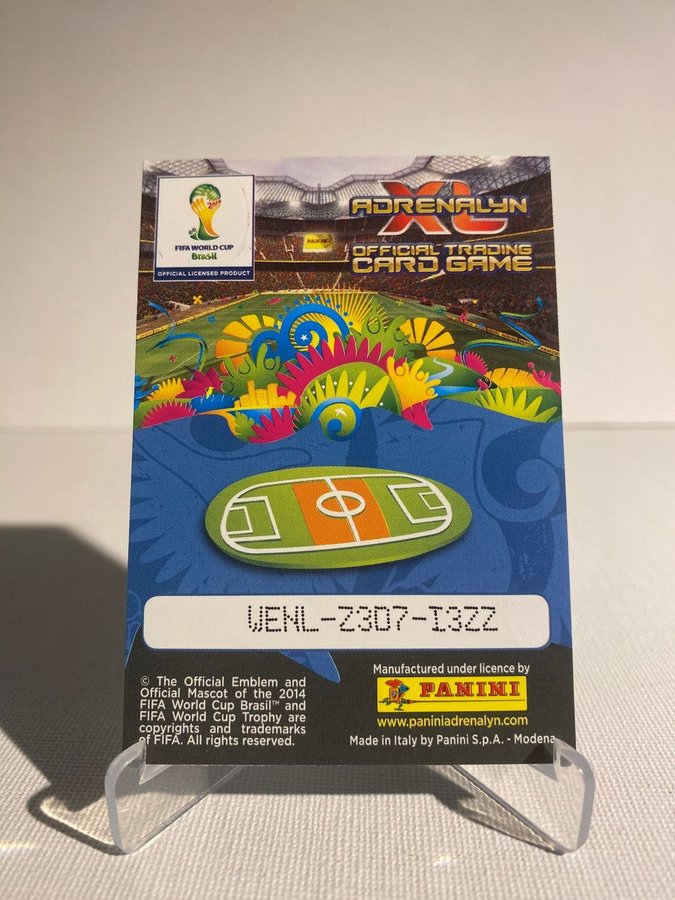 2014
FIFA WORLD CUP
Brasil
OFFICIAL LICENSED PRODUCT
ADRENALYN
XL
OFFICIAL TRADING
CARD GAME
PANINI
WENL-Z3D7-I3ZZ
© The Official Emblem and
Official Mascot of the 2014
FIFA World Cup Brasil™ and
FIFA World Cup Trophy are
copyrights and trademarks
of FIFA. All rights reserved.
Manufactured under licence by
PANINI
www.paniniadrenalyn.com
Made in Italy by Panini S.p.A. - Modena